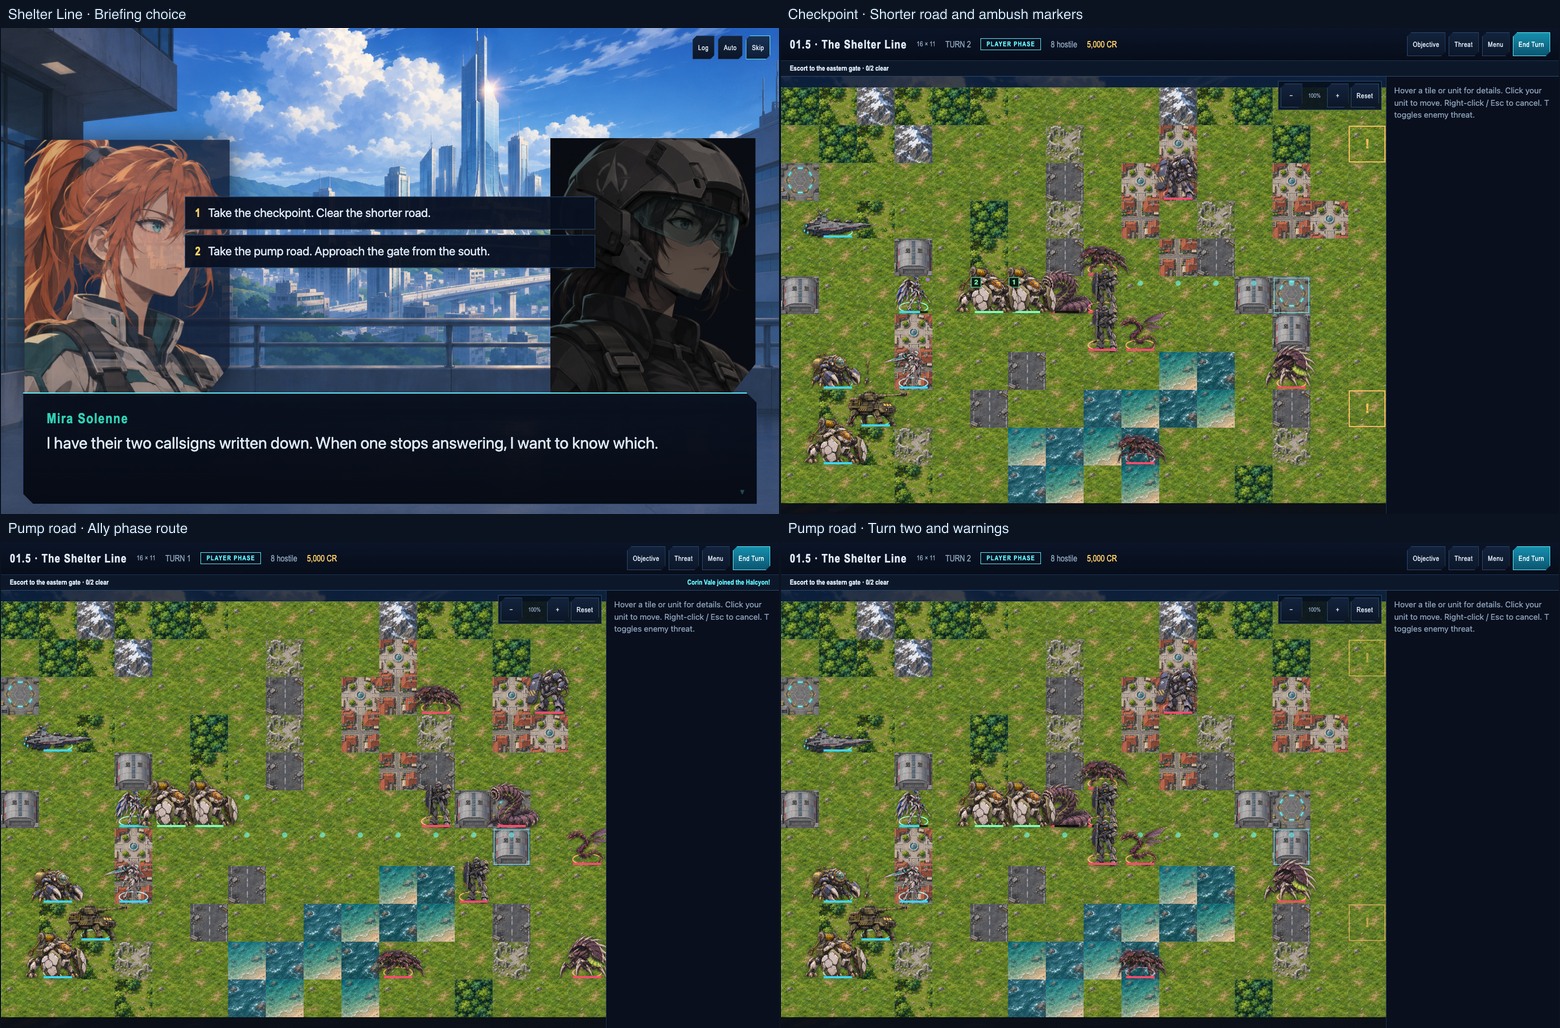 Shelter Line · Briefing choice
Log Auto Skip
1 Take the checkpoint. Clear the shorter road.
2 Take the pump road. Approach the gate from the south.
Mira Solenne
I have their two callsigns written down. When one stops answering, I want to know which.
Checkpoint · Shorter road and ambush markers
01.5 · The Shelter Line 16 × 11 TURN 2 PLAYER PHASE 8 hostile 5,000 CR Objective Threat Menu End Turn
Escort to the eastern gate · 0/2 clear
− 100% + Reset
Hover a tile or unit for details. Click your
unit to move. Right-click / Esc to cancel. T
toggles enemy threat.
!
2 1
!
Pump road · Ally phase route
01.5 · The Shelter Line 16 × 11 TURN 1 PLAYER PHASE 8 hostile 5,000 CR Objective Threat Menu End Turn
Escort to the eastern gate · 0/2 clear Corin Vale joined the Halcyon!
− 100% + Reset
Hover a tile or unit for details. Click your
unit to move. Right-click / Esc to cancel. T
toggles enemy threat.
Pump road · Turn two and warnings
01.5 · The Shelter Line 16 × 11 TURN 2 PLAYER PHASE 8 hostile 5,000 CR Objective Threat Menu End Turn
Escort to the eastern gate · 0/2 clear
− 100% + Reset
Hover a tile or unit for details. Click your
unit to move. Right-click / Esc to cancel. T
toggles enemy threat.
!
!